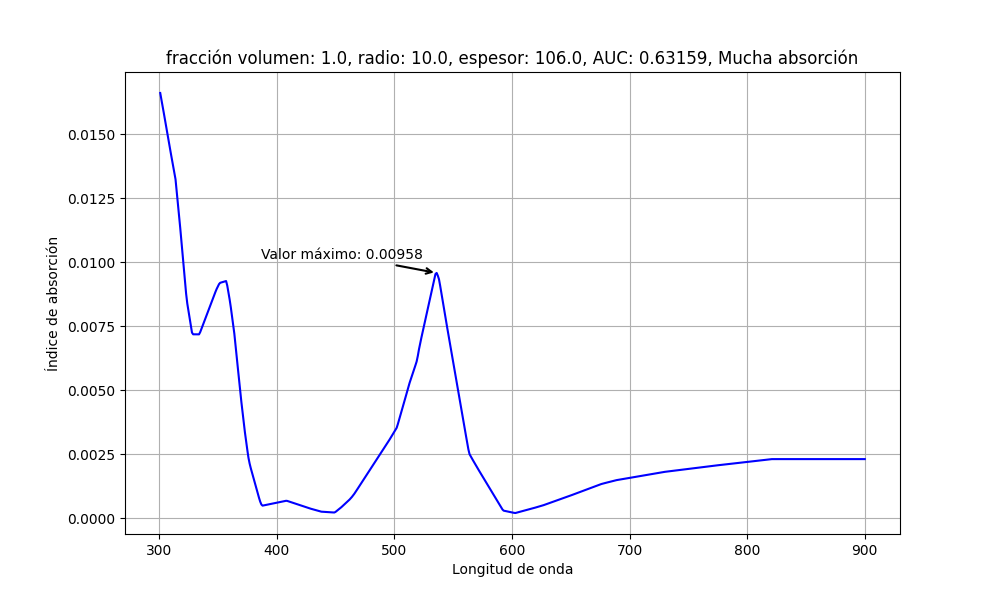 fracción volumen: 1.0, radio: 10.0, espesor: 106.0, AUC: 0.63159, Mucha absorción
0.0150
0.0125
0.0100
0.0075
0.0050
0.0025
0.0000
Índice de absorción
Valor máximo: 0.00958
300 400 500 600 700 800 900
Longitud de onda